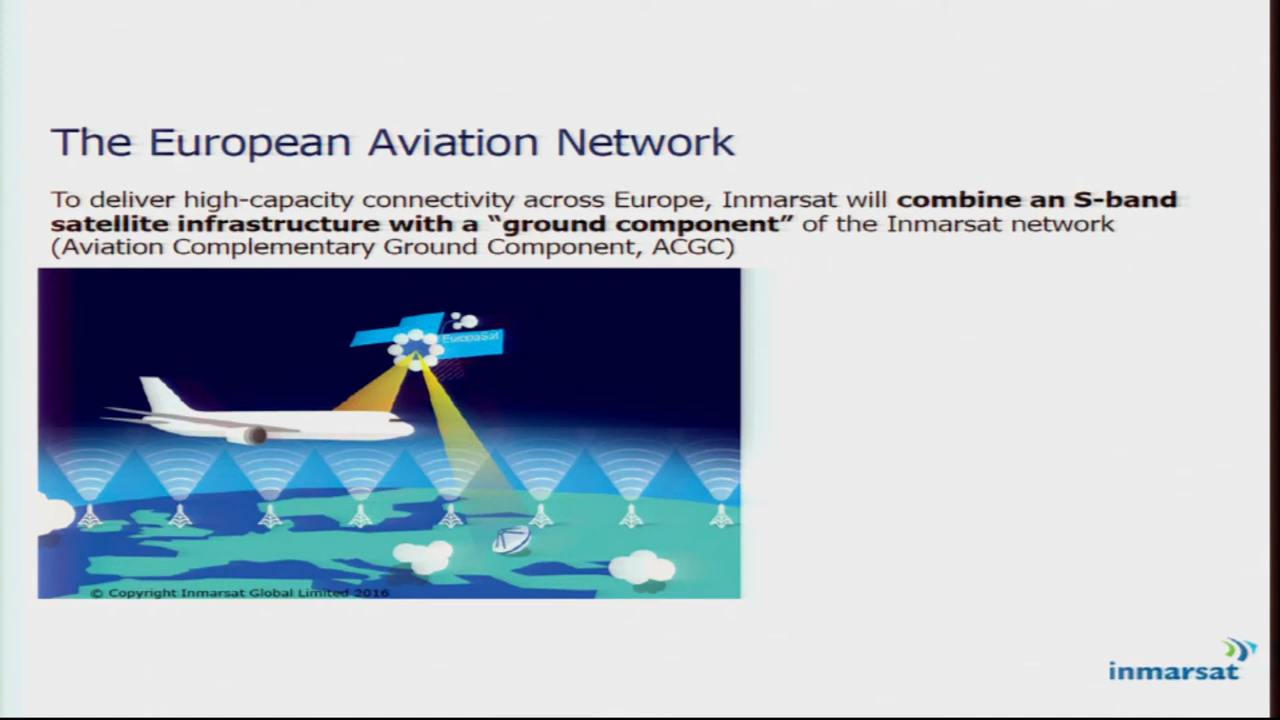 The European Aviation Network
To deliver high-capacity connectivity across Europe, Inmarsat will combine an S-band
satellite infrastructure with a “ground component” of the Inmarsat network
(Aviation Complementary Ground Component, ACGC)
EuropaSat
© Copyright Inmarsat Global Limited 2016
inmarsat